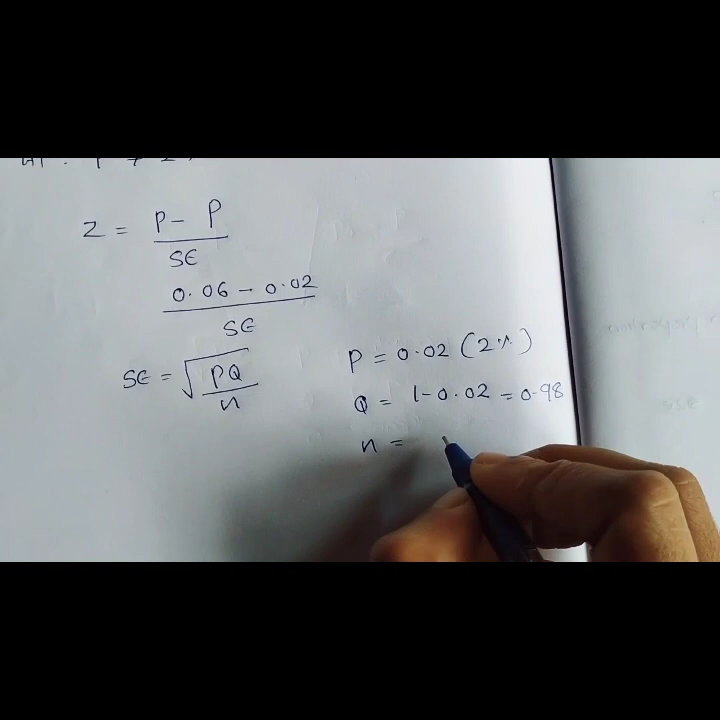 Z = P - P / SE
0.06 - 0.02 / SE
SE = √PQ / n
P = 0.02 (2%)
Q = 1-0.02 = 0.98
n =